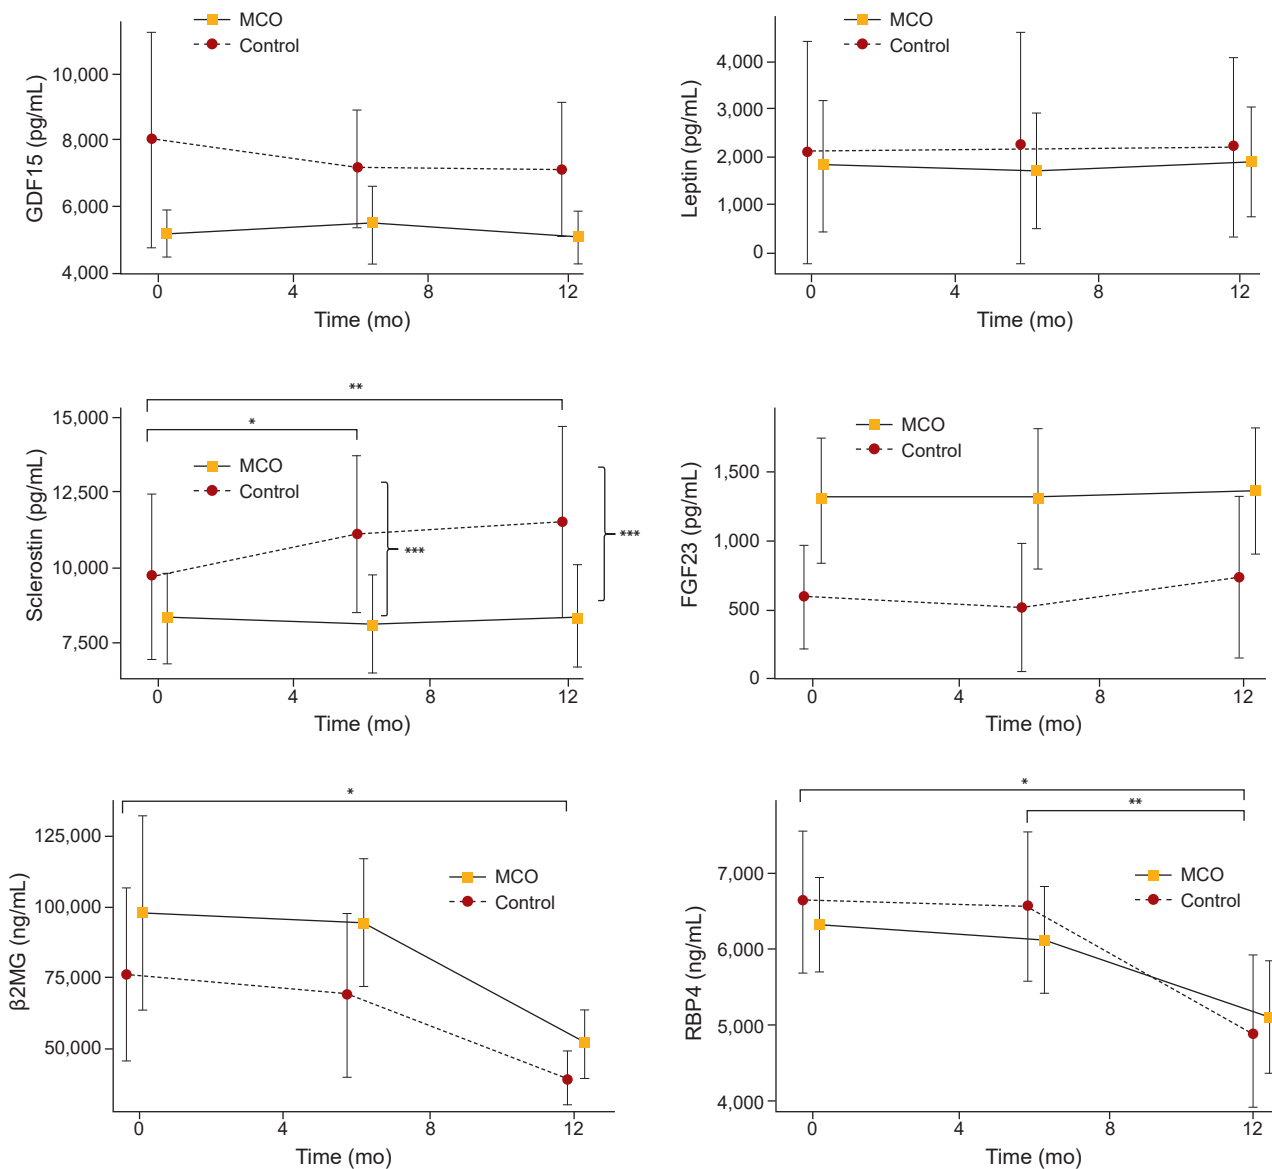 MCO
Control
10,000
8,000
6,000
4,000
GDF15 (pg/mL)
0 4 8 12
Time (mo)
MCO
Control
4,000
3,000
2,000
1,000
0
Leptin (pg/mL)
0 4 8 12
Time (mo)
**
*
15,000
12,500
10,000
7,500
MCO
Control
***
***
Sclerostin (pg/mL)
0 4 8 12
Time (mo)
MCO
Control
1,500
1,000
500
0
FGF23 (pg/mL)
0 4 8 12
Time (mo)
*
125,000
100,000
75,000
50,000
MCO
Control
β2MG (ng/mL)
0 4 8 12
Time (mo)
*
**
7,000
6,000
5,000
4,000
MCO
Control
RBP4 (ng/mL)
0 4 8 12
Time (mo)